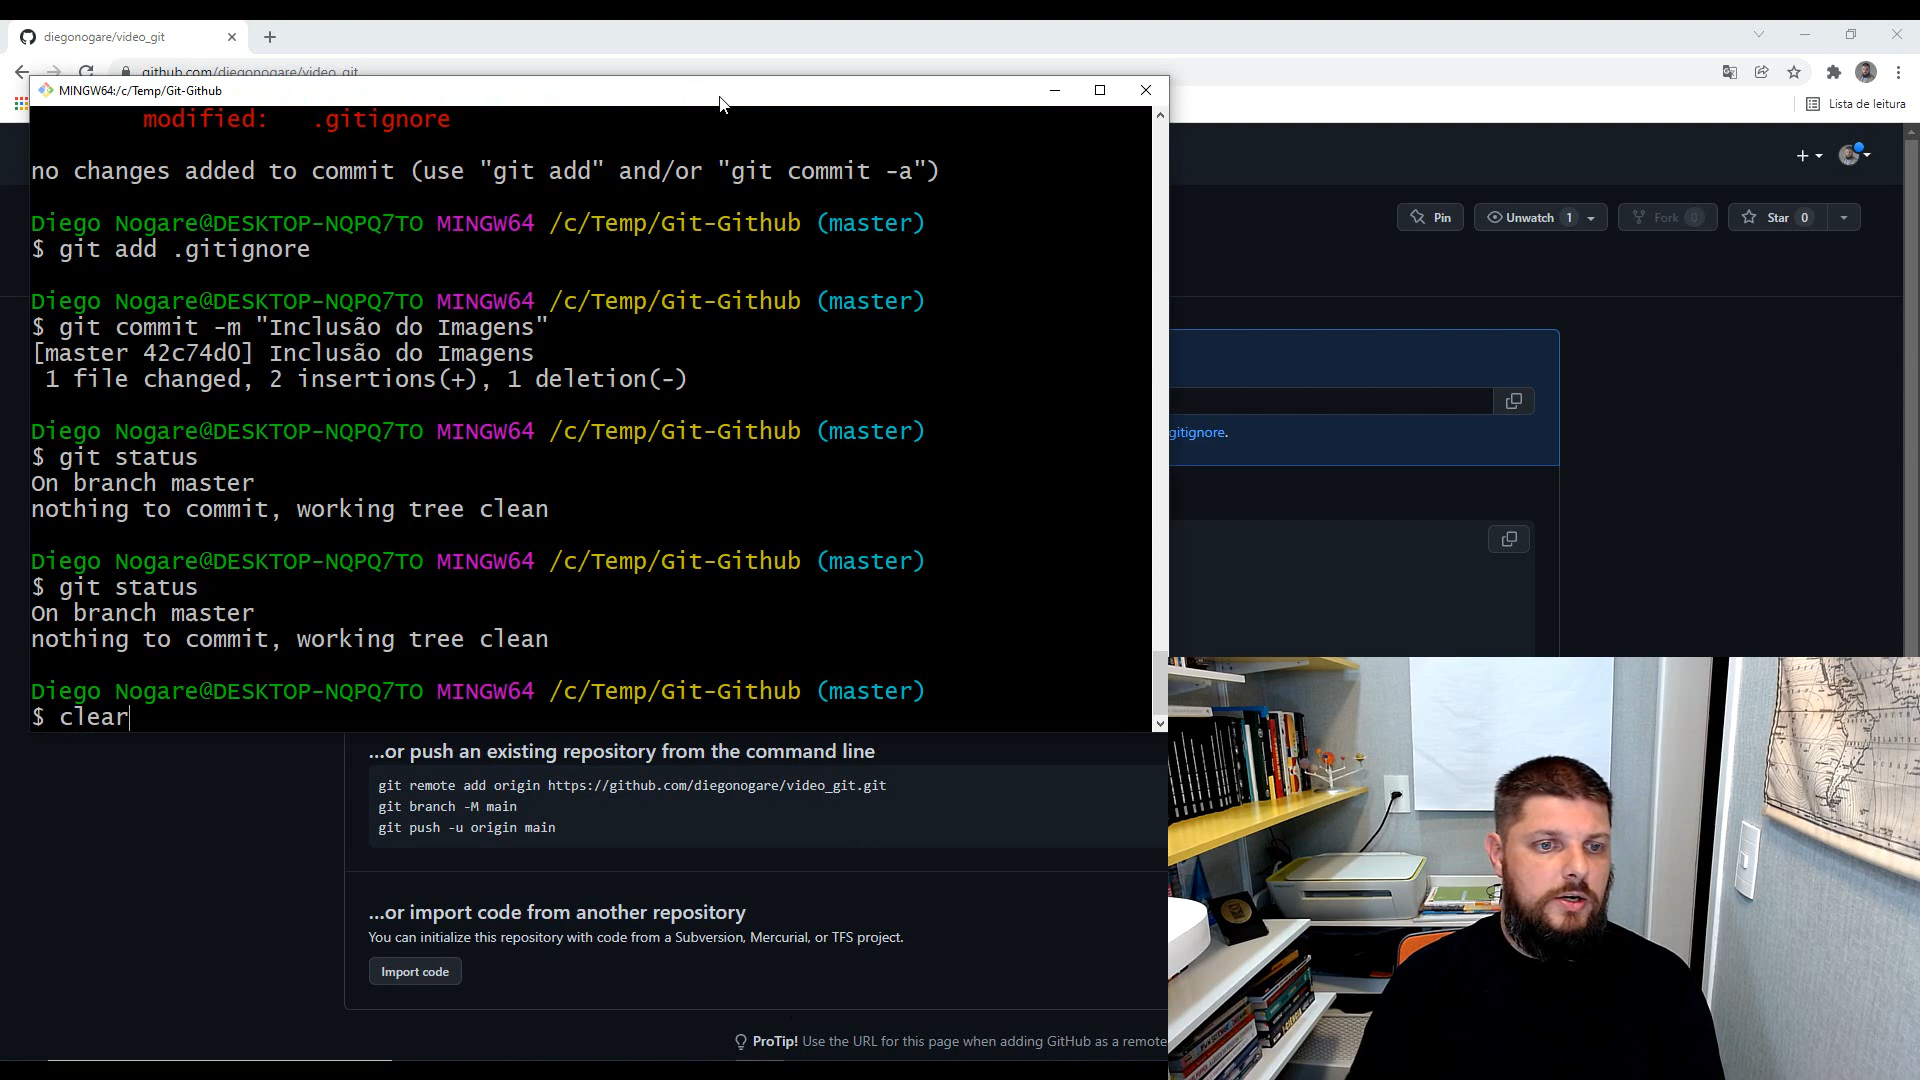 diegonogare/video_git
github.com/diegonogare/video_git
Lista de leitura
MINGW64:/c/Temp/Git-Github
modified: .gitignore
no changes added to commit (use "git add" and/or "git commit -a")
Diego Nogare@DESKTOP-NQPQ7TO MINGW64 /c/Temp/Git-Github (master)
$ git add .gitignore
Diego Nogare@DESKTOP-NQPQ7TO MINGW64 /c/Temp/Git-Github (master)
$ git commit -m "Inclusão do Imagens"
[master 42c74d0] Inclusão do Imagens
1 file changed, 2 insertions(+), 1 deletion(-)
Diego Nogare@DESKTOP-NQPQ7TO MINGW64 /c/Temp/Git-Github (master)
$ git status
On branch master
nothing to commit, working tree clean
Diego Nogare@DESKTOP-NQPQ7TO MINGW64 /c/Temp/Git-Github (master)
$ git status
On branch master
nothing to commit, working tree clean
Diego Nogare@DESKTOP-NQPQ7TO MINGW64 /c/Temp/Git-Github (master)
$ clear
Pin
Unwatch 1
Fork 0
Star 0
gitignore.
...or push an existing repository from the command line
git remote add origin https://github.com/diegonogare/video_git.git
git branch -M main
git push -u origin main
...or import code from another repository
You can initialize this repository with code from a Subversion, Mercurial, or TFS project.
Import code
ProTip! Use the URL for this page when adding GitHub as a remote